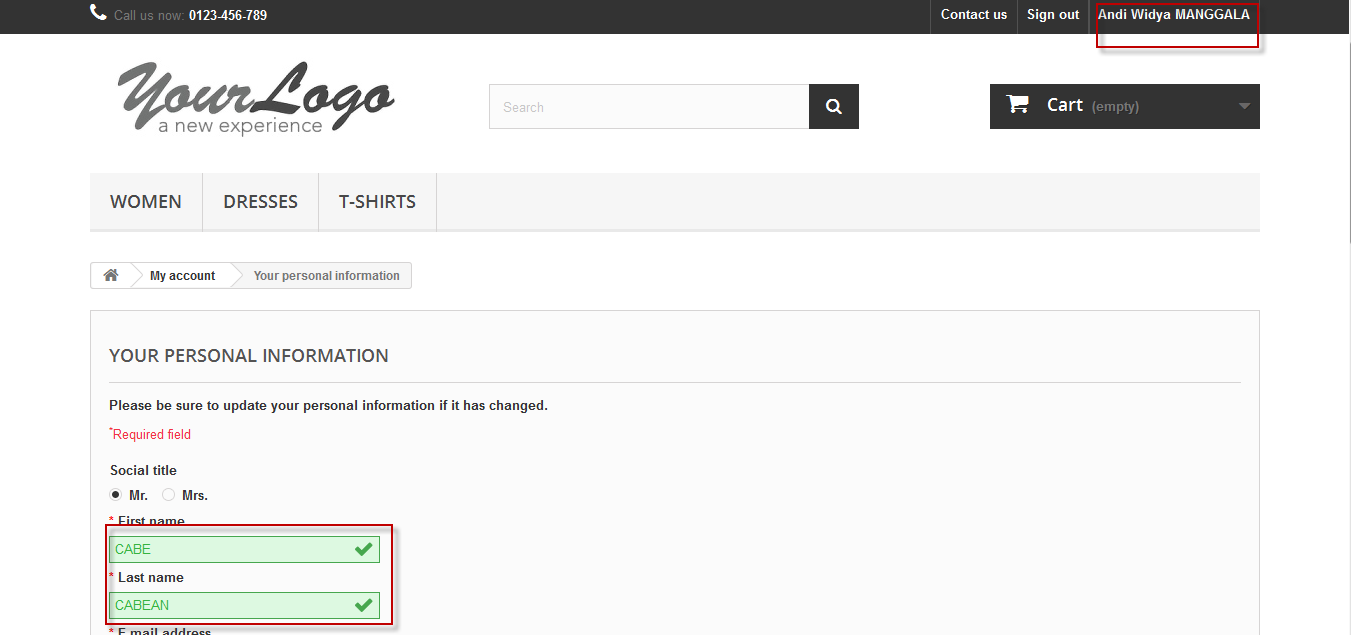 Call us now: 0123-456-789
Contact us
Sign out
Andi Widya MANGGALA
YourLogo
a new experience
Search
Cart (empty)
WOMEN
DRESSES
T-SHIRTS
My account
Your personal information
YOUR PERSONAL INFORMATION
Please be sure to update your personal information if it has changed.
*Required field
Social title
Mr. Mrs.
* First name
CABE
* Last name
CABEAN
* E-mail address